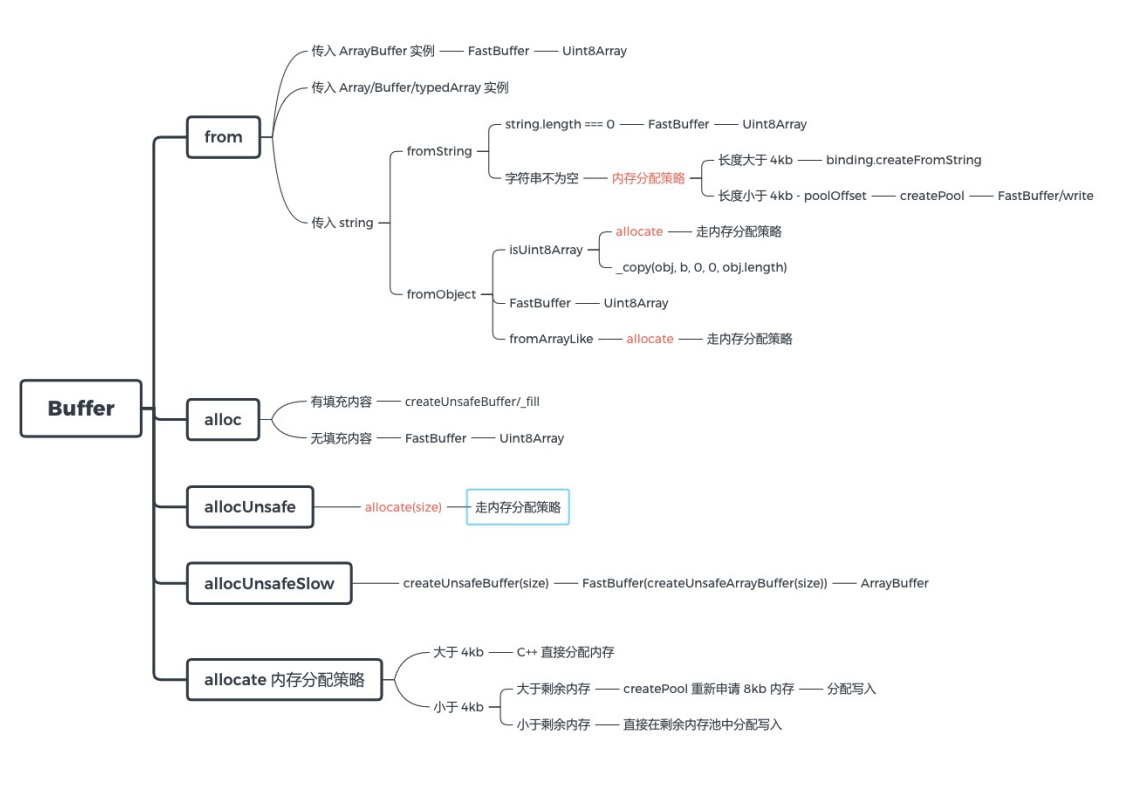 Buffer
from
传入 ArrayBuffer 实例
FastBuffer
Uint8Array
传入 Array/Buffer/typedArray 实例
传入 string
fromString
string.length === 0
FastBuffer
Uint8Array
字符串不为空
内存分配策略
长度大于 4kb
binding.createFromString
长度小于 4kb - poolOffset
createPool
FastBuffer/write
fromObject
isUint8Array
allocate
走内存分配策略
_copy(obj, b, 0, 0, obj.length)
FastBuffer
Uint8Array
fromArrayLike
allocate
走内存分配策略
alloc
有填充内容
createUnsafeBuffer/_fill
无填充内容
FastBuffer
Uint8Array
allocUnsafe
allocate(size)
走内存分配策略
allocUnsafeSlow
createUnsafeBuffer(size)
FastBuffer(createUnsafeArrayBuffer(size))
ArrayBuffer
allocate 内存分配策略
大于 4kb
C++ 直接分配内存
小于 4kb
大于剩余内存
createPool 重新申请 8kb 内存
分配写入
小于剩余内存
直接在剩余内存池中分配写入